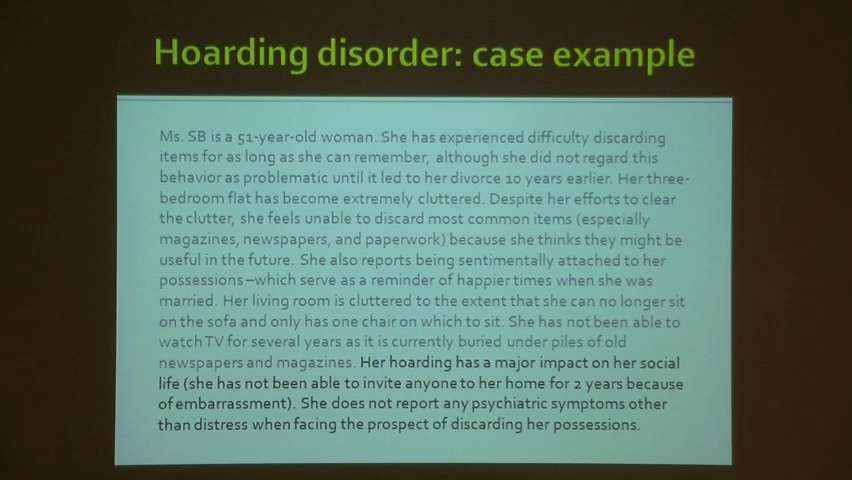 Hoarding disorder: case example
Ms. SB is a 51-year-old woman. She has experienced difficulty discarding
items for as long as she can remember, although she did not regard this
behavior as problematic until it led to her divorce 10 years earlier. Her three-
bedroom flat has become extremely cluttered. Despite her efforts to clear
the clutter, she feels unable to discard most common items (especially
magazines, newspapers, and paperwork) because she thinks they might be
useful in the future. She also reports being sentimentally attached to her
possessions –which serve as a reminder of happier times when she was
married. Her living room is cluttered to the extent that she can no longer sit
on the sofa and only has one chair on which to sit. She has not been able to
watch TV for several years as it is currently buried under piles of old
newspapers and magazines. Her hoarding has a major impact on her social
life (she has not been able to invite anyone to her home for 2 years because
of embarrassment). She does not report any psychiatric symptoms other
than distress when facing the prospect of discarding her possessions.